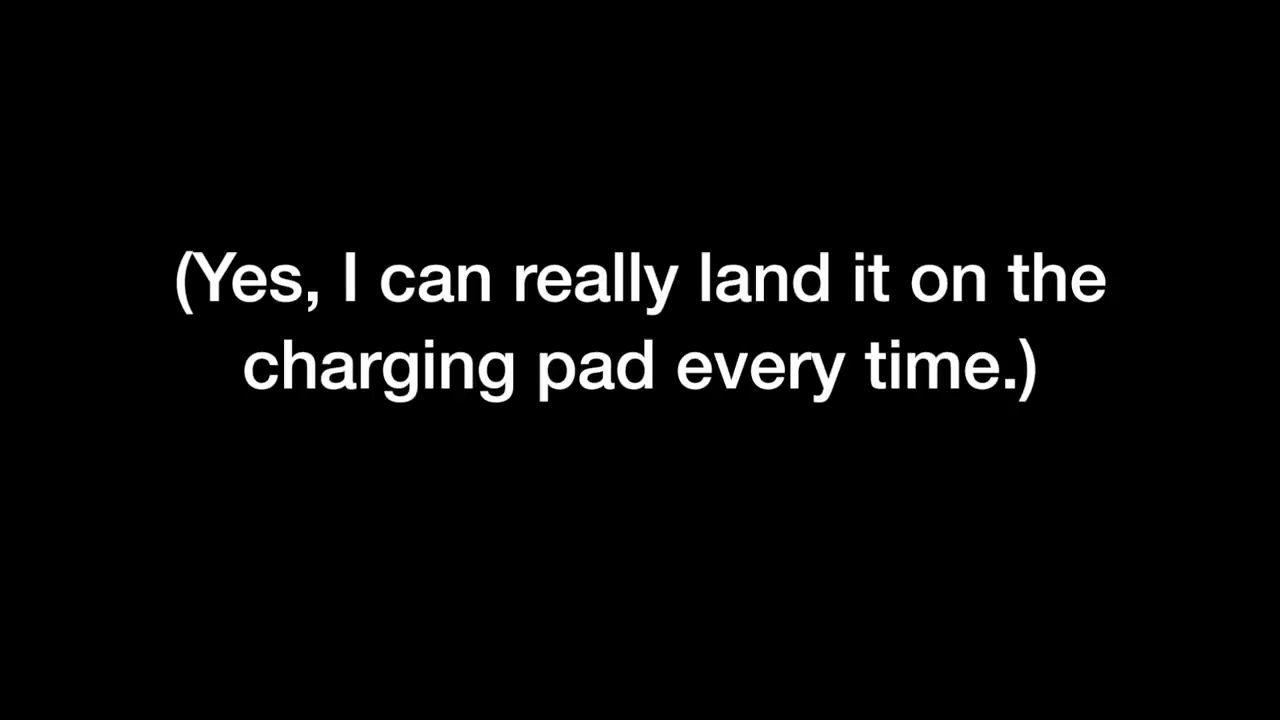 (Yes, I can really land it on the
charging pad every time.)